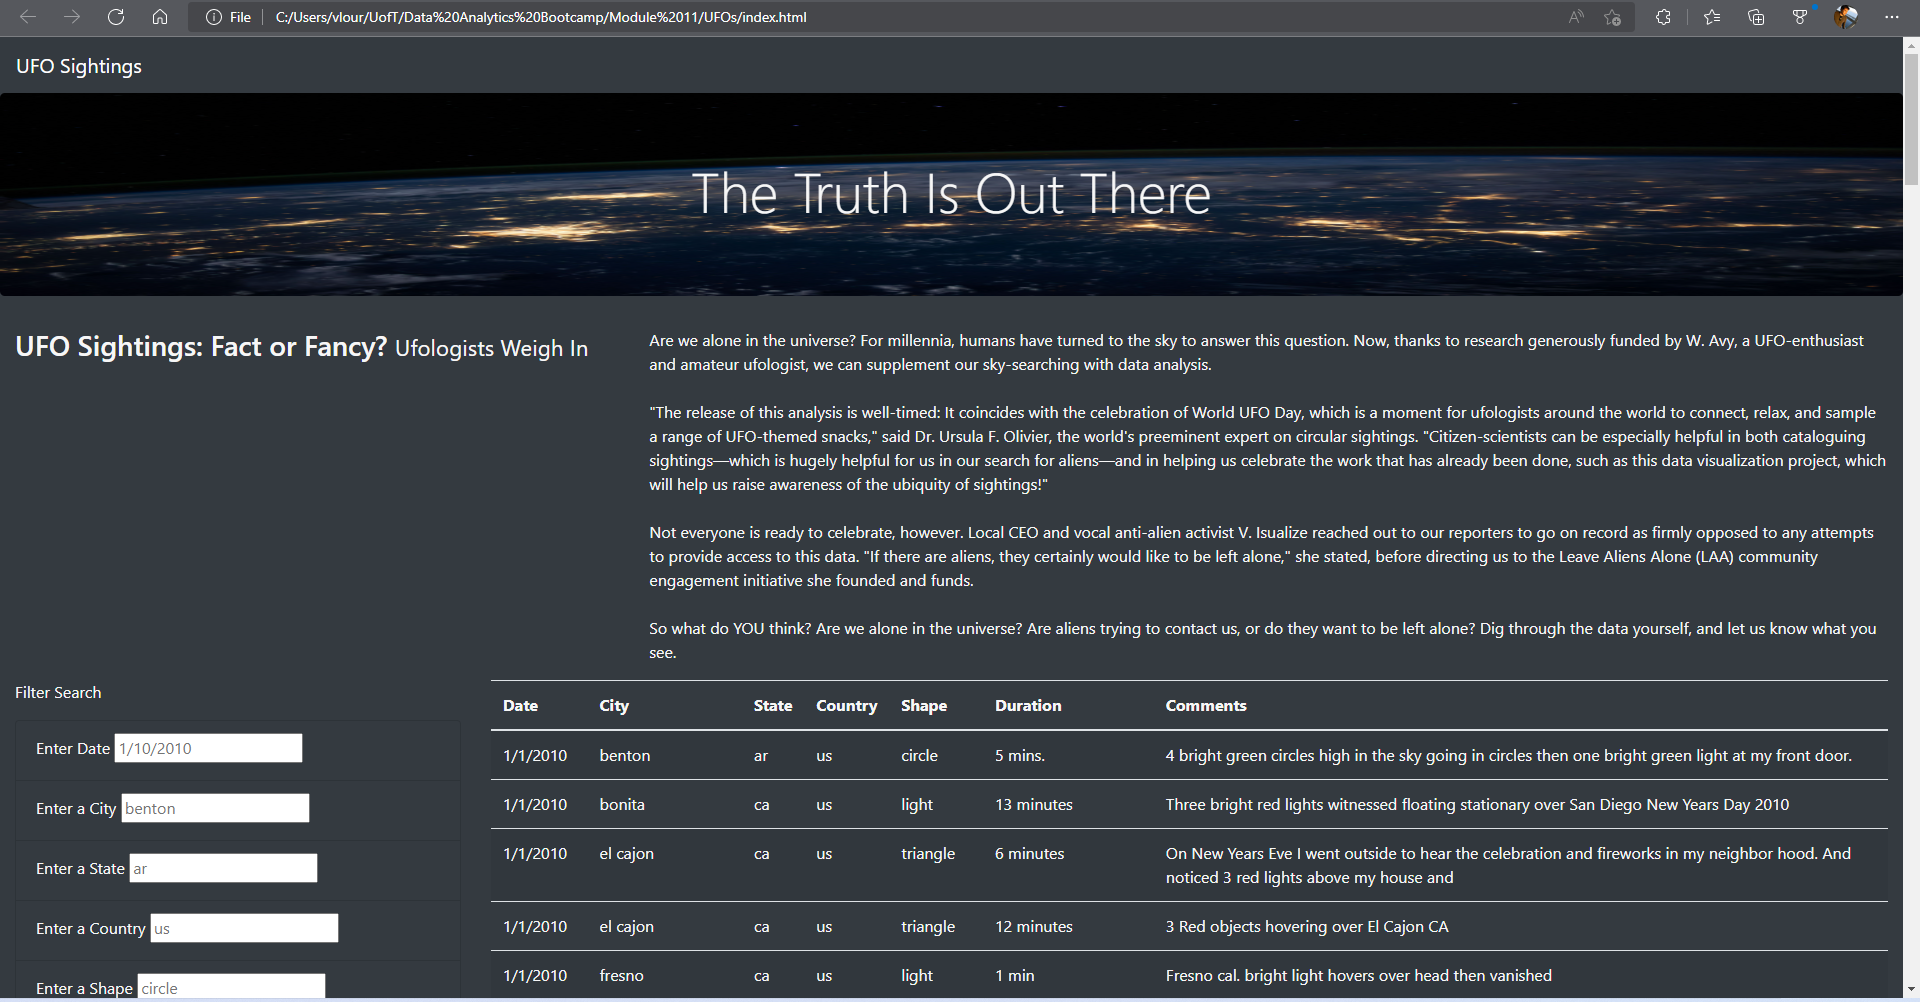 File C:/Users/vlour/UofT/Data%20Analytics%20Bootcamp/Module%2011/UFOs/index.html
UFO Sightings
The Truth Is Out There
UFO Sightings: Fact or Fancy? Ufologists Weigh In
Are we alone in the universe? For millennia, humans have turned to the sky to answer this question. Now, thanks to research generously funded by W. Avy, a UFO-enthusiast
and amateur ufologist, we can supplement our sky-searching with data analysis.
"The release of this analysis is well-timed: It coincides with the celebration of World UFO Day, which is a moment for ufologists around the world to connect, relax, and sample
a range of UFO-themed snacks," said Dr. Ursula F. Olivier, the world's preeminent expert on circular sightings. "Citizen-scientists can be especially helpful in both cataloguing
sightings—which is hugely helpful for us in our search for aliens—and in helping us celebrate the work that has already been done, such as this data visualization project, which
will help us raise awareness of the ubiquity of sightings!"
Not everyone is ready to celebrate, however. Local CEO and vocal anti-alien activist V. Isualize reached out to our reporters to go on record as firmly opposed to any attempts
to provide access to this data. "If there are aliens, they certainly would like to be left alone," she stated, before directing us to the Leave Aliens Alone (LAA) community
engagement initiative she founded and funds.
So what do YOU think? Are we alone in the universe? Are aliens trying to contact us, or do they want to be left alone? Dig through the data yourself, and let us know what you
see.
Filter Search
Enter Date 1/10/2010
Enter a City benton
Enter a State ar
Enter a Country us
Enter a Shape circle
Date City State Country Shape Duration Comments
1/1/2010 benton ar us circle 5 mins. 4 bright green circles high in the sky going in circles then one bright green light at my front door.
1/1/2010 bonita ca us light 13 minutes Three bright red lights witnessed floating stationary over San Diego New Years Day 2010
1/1/2010 el cajon ca us triangle 6 minutes On New Years Eve I went outside to hear the celebration and fireworks in my neighbor hood. And
noticed 3 red lights above my house and
1/1/2010 el cajon ca us triangle 12 minutes 3 Red objects hovering over El Cajon CA
1/1/2010 fresno ca us light 1 min Fresno cal. bright light hovers over head then vanished